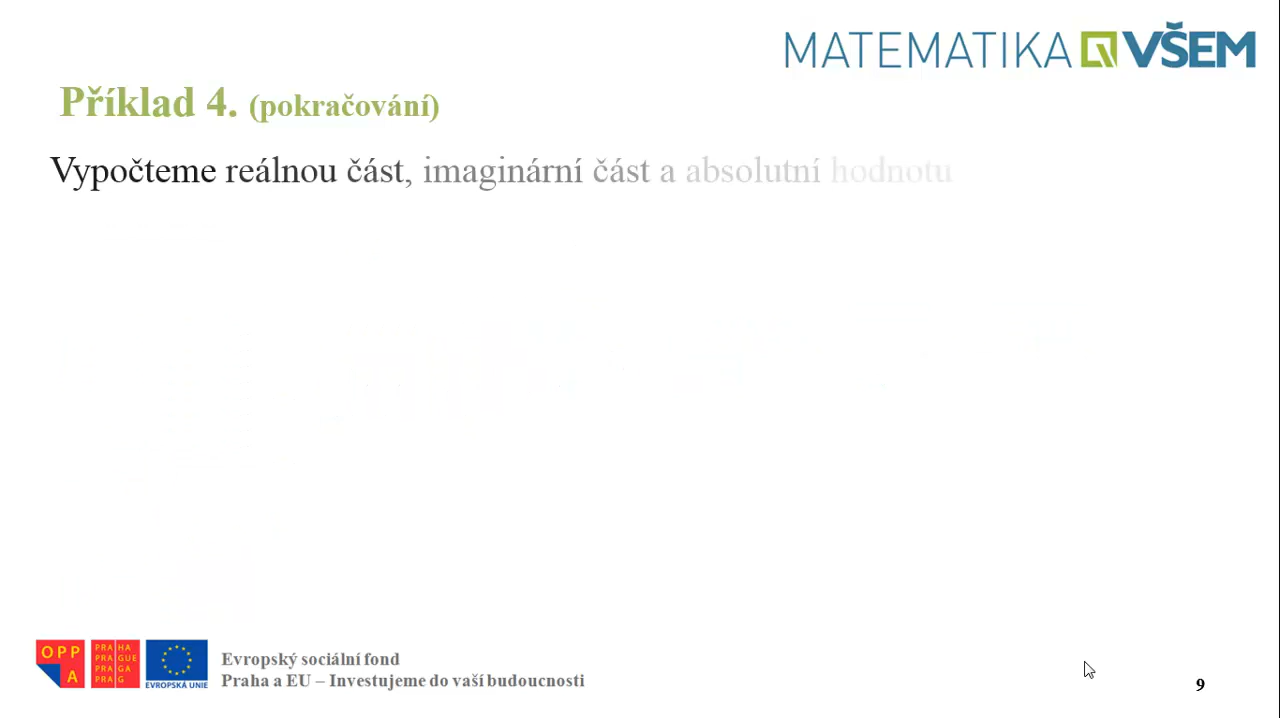 MATEMATIKA VŠEM
Příklad 4. (pokračování)
Vypočteme reálnou část, imaginární část a absolutní hodnotu
OPP
A
PRA HA
PRA GUE
PRA GA
PRA G
EVROPSKÁ UNIE
Evropský sociální fond
Praha a EU – Investujeme do vaší budoucnosti
9